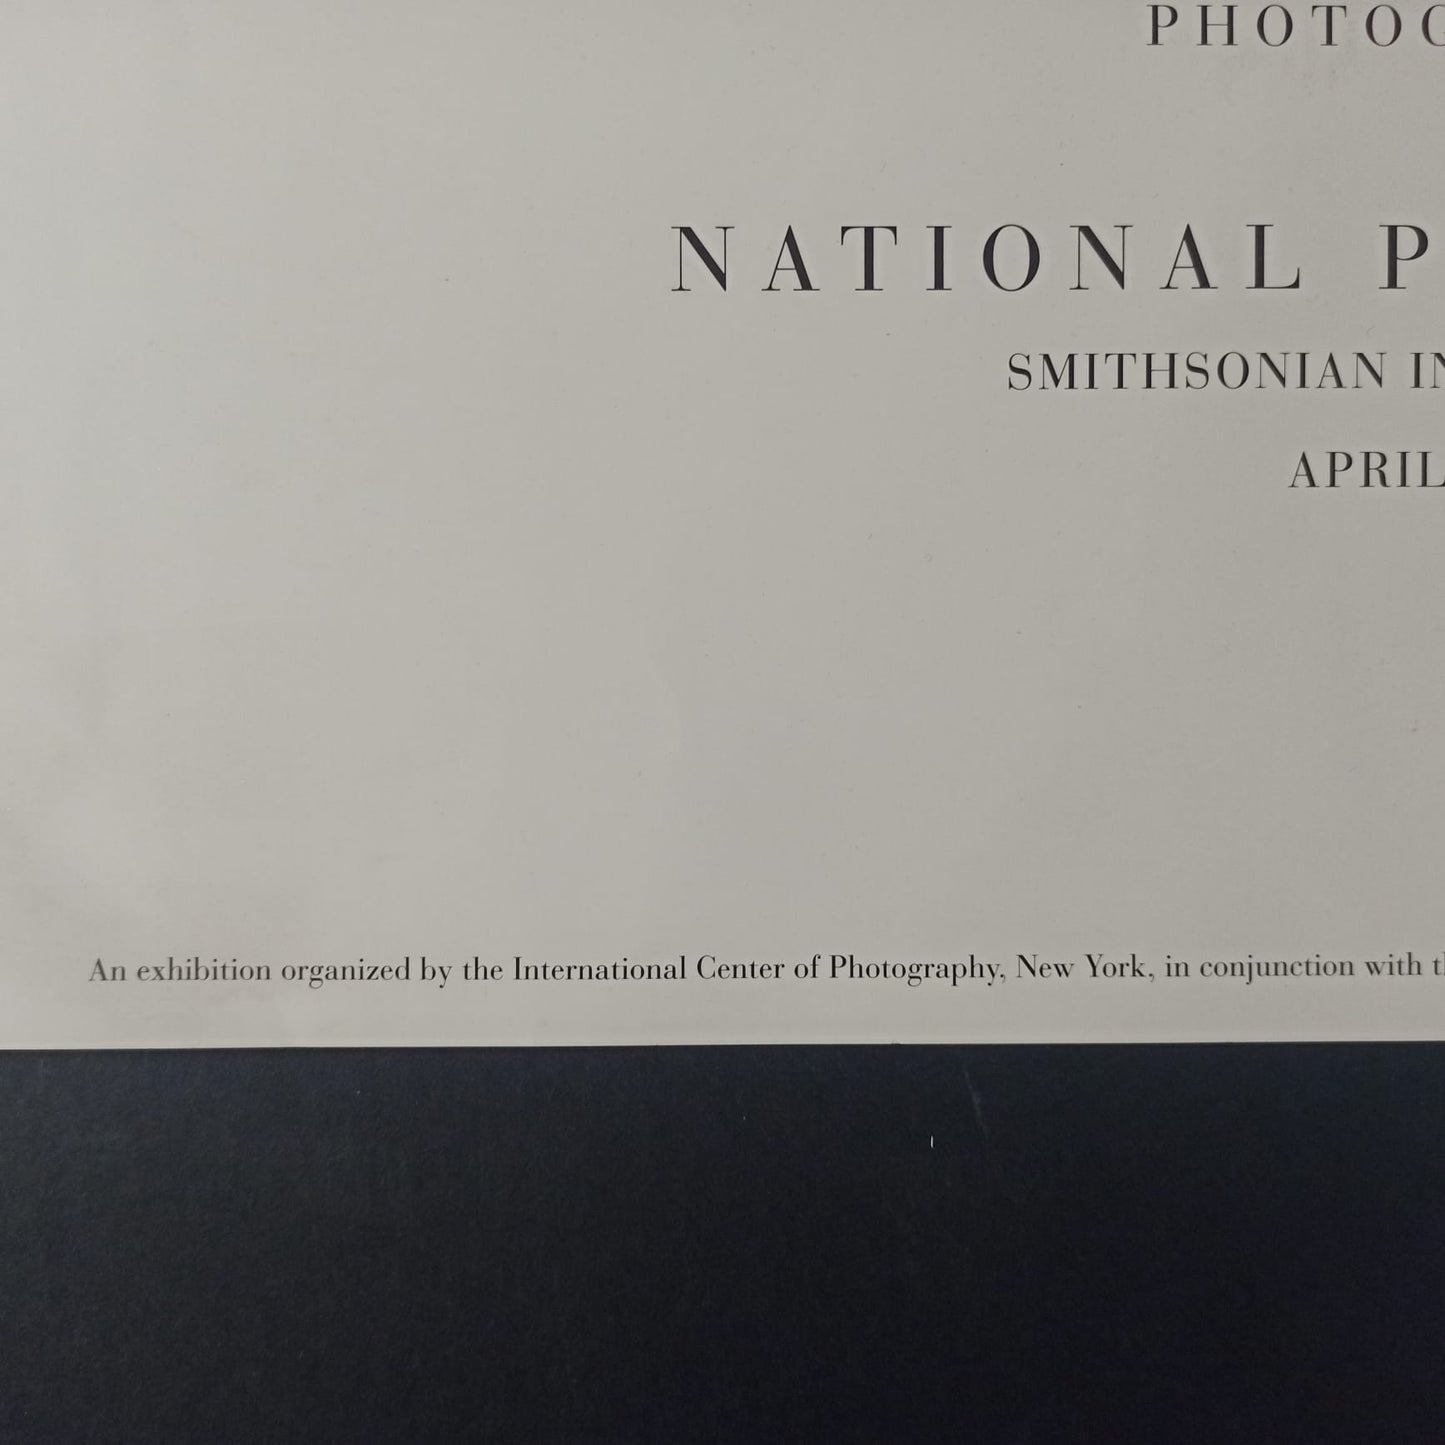 PHOTOG
NATIONAL P
SMITHSONIAN IN
APRIL
An exhibition organized by the International Center of Photography, New York, in conjunction with th